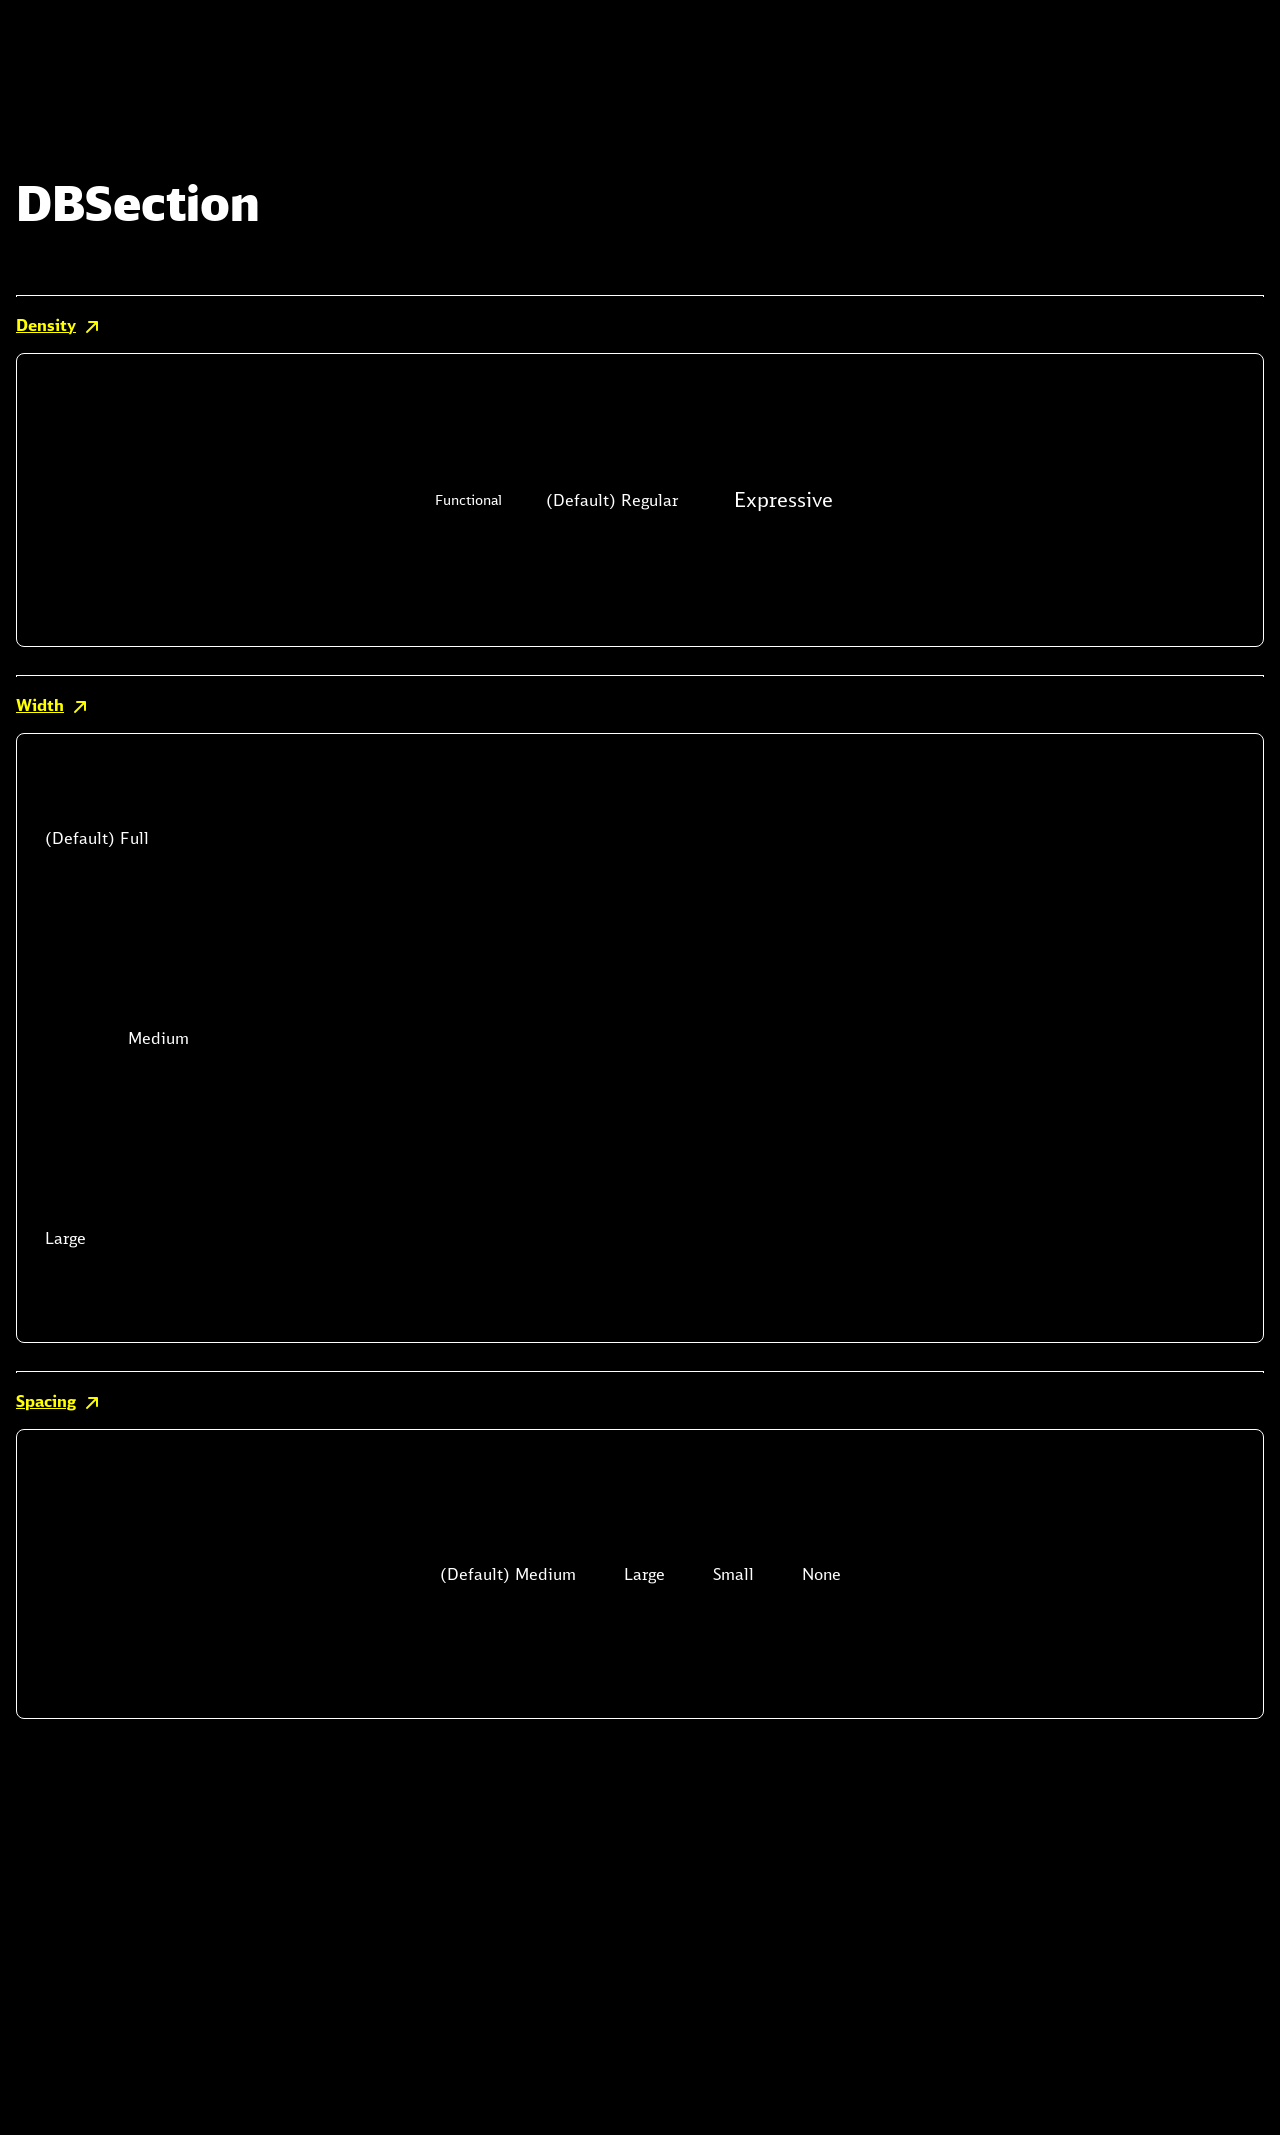 DBSection
Density
Functional (Default) Regular Expressive
Width
(Default) Full
Medium
Large
Spacing
(Default) Medium Large Small None